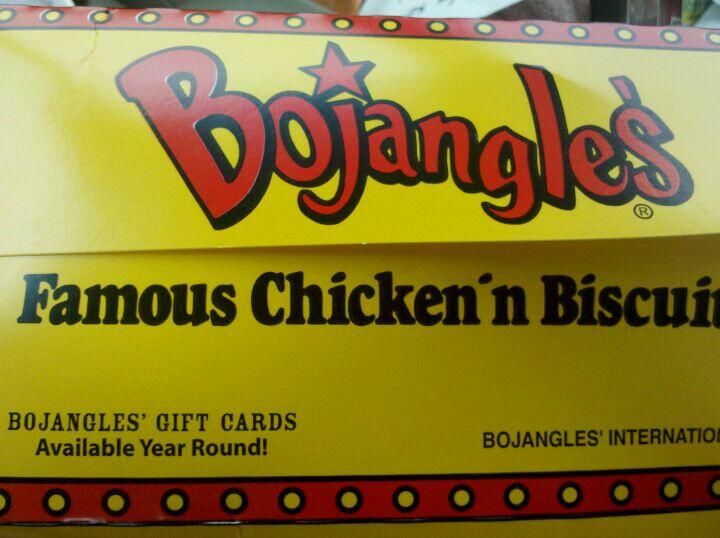 Bojangles'
®
Famous Chicken'n Biscui
BOJANGLES' GIFT CARDS
Available Year Round!
BOJANGLES' INTERNATIO